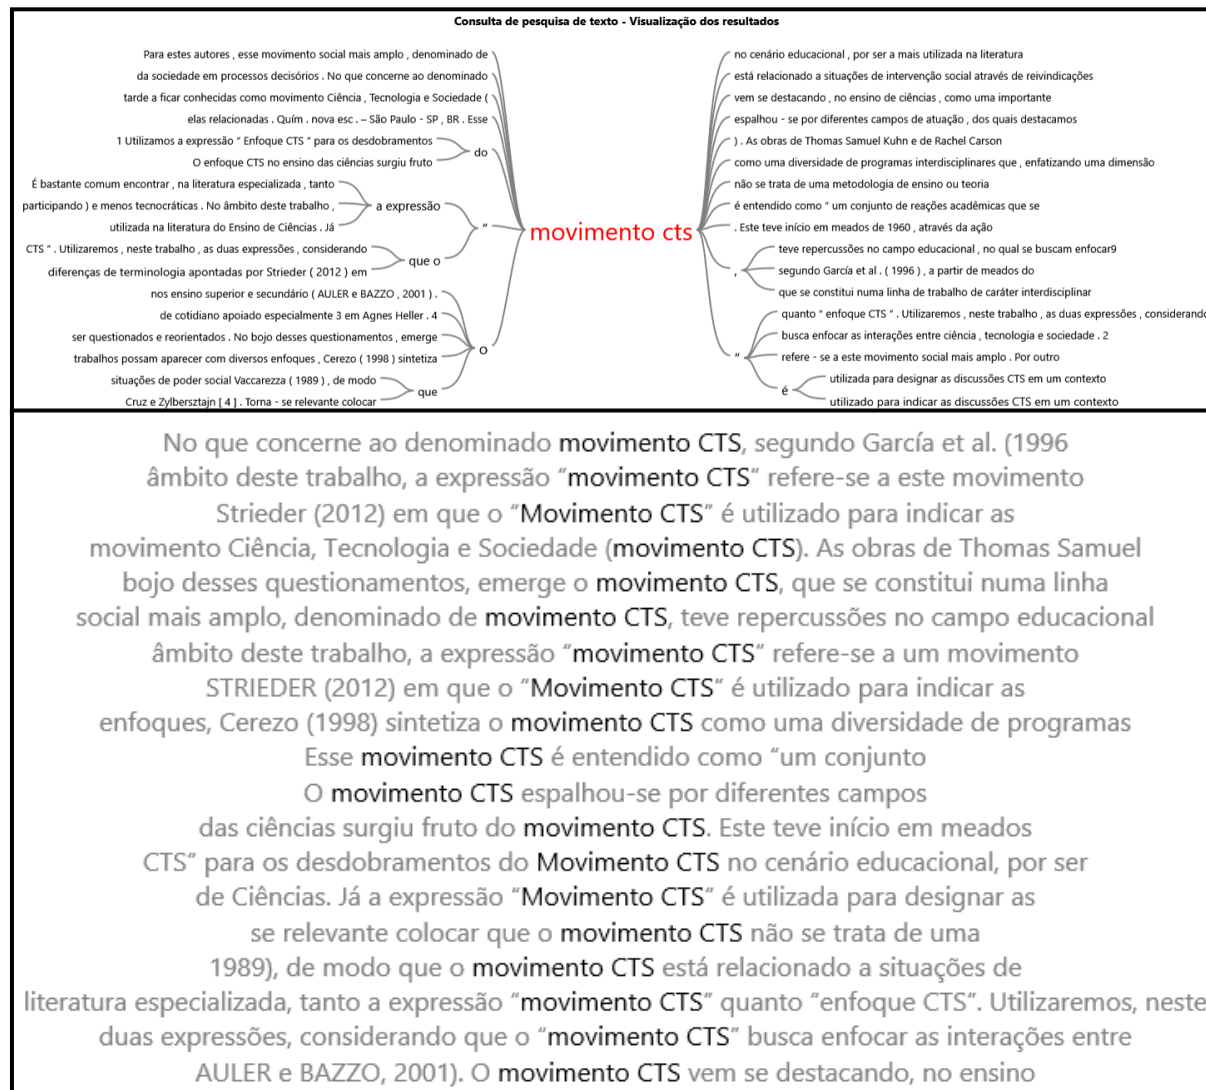 Consulta de pesquisa de texto - Visualização dos resultados
Para estes autores , esse movimento social mais amplo , denominado de
da sociedade em processos decisórios . No que concerne ao denominado
tarde a ficar conhecidas como movimento Ciência , Tecnologia e Sociedade (
elas relacionadas . Quím . nova esc . – São Paulo - SP , BR . Esse
1 Utilizamos a expressão “ Enfoque CTS “ para os desdobramentos
O enfoque CTS no ensino das ciências surgiu fruto
do
É bastante comum encontrar , na literatura especializada , tanto
participando ) e menos tecnocráticas . No âmbito deste trabalho ,
utilizada na literatura do Ensino de Ciências . Já
a expressão
CTS ” . Utilizaremos , neste trabalho , as duas expressões , considerando
diferenças de terminologia apontadas por Strieder ( 2012 ) em
que o
“
nos ensino superior e secundário ( AULER e BAZZO , 2001 ) .
de cotidiano apoiado especialmente 3 em Agnes Heller . 4
ser questionados e reorientados . No bojo desses questionamentos , emerge
trabalhos possam aparecer com diversos enfoques , Cerezo ( 1998 ) sintetiza
situações de poder social Vaccarezza ( 1989 ) , de modo
Cruz e Zylbersztajn [ 4 ] . Torna - se relevante colocar
que
o
movimento cts
no cenário educacional , por ser a mais utilizada na literatura
está relacionado a situações de intervenção social através de reivindicações
vem se destacando , no ensino de ciências , como uma importante
espalhou - se por diferentes campos de atuação , dos quais destacamos
) . As obras de Thomas Samuel Kuhn e de Rachel Carson
como uma diversidade de programas interdisciplinares que , enfatizando uma dimensão
não se trata de uma metodologia de ensino ou teoria
é entendido como “ um conjunto de reações acadêmicas que se
. Este teve início em meados de 1960 , através da ação
,
teve repercussões no campo educacional , no qual se buscam enfocar9
segundo García et al . ( 1996 ) , a partir de meados do
que se constitui numa linha de trabalho de caráter interdisciplinar
”
quanto “ enfoque CTS ” . Utilizaremos , neste trabalho , as duas expressões , considerando
busca enfocar as interações entre ciência , tecnologia e sociedade . 2
refere - se a este movimento social mais amplo . Por outro
é
utilizada para designar as discussões CTS em um contexto
utilizado para indicar as discussões CTS em um contexto
No que concerne ao denominado movimento CTS, segundo García et al. (1996
âmbito deste trabalho, a expressão “movimento CTS” refere-se a este movimento
Strieder (2012) em que o “Movimento CTS” é utilizado para indicar as
movimento Ciência, Tecnologia e Sociedade (movimento CTS). As obras de Thomas Samuel
bojo desses questionamentos, emerge o movimento CTS, que se constitui numa linha
social mais amplo, denominado de movimento CTS, teve repercussões no campo educacional
âmbito deste trabalho, a expressão “movimento CTS” refere-se a um movimento
STRIEDER (2012) em que o “Movimento CTS” é utilizado para indicar as
enfoques, Cerezo (1998) sintetiza o movimento CTS como uma diversidade de programas
Esse movimento CTS é entendido como “um conjunto
O movimento CTS espalhou-se por diferentes campos
das ciências surgiu fruto do movimento CTS. Este teve início em meados
CTS” para os desdobramentos do Movimento CTS no cenário educacional, por ser
de Ciências. Já a expressão “Movimento CTS” é utilizada para designar as
se relevante colocar que o movimento CTS não se trata de uma
1989), de modo que o movimento CTS está relacionado a situações de
literatura especializada, tanto a expressão “movimento CTS” quanto “enfoque CTS”. Utilizaremos, neste
duas expressões, considerando que o “movimento CTS” busca enfocar as interações entre
AULER e BAZZO, 2001). O movimento CTS vem se destacando, no ensino